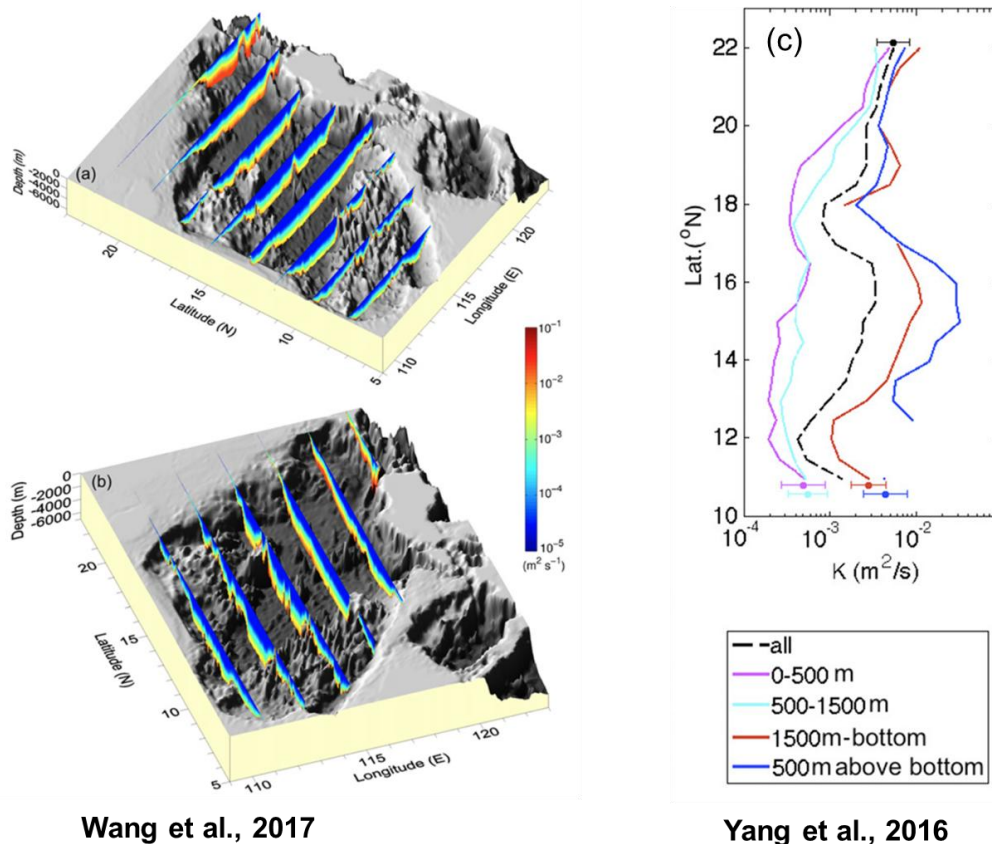 (a)
Depth (m)
0
-2000
-4000
-6000
20
15
10
5
Latitude (N)
110
115
120
Longitude (E)
10⁻¹
10⁻²
10⁻³
10⁻⁴
10⁻⁵
(m² s⁻¹)
(b)
Depth (m)
0
-2000
-4000
-6000
20
15
10
5
Latitude (N)
110
115
120
Longitude (E)
Wang et al., 2017
(c)
Lat.(°N)
22
20
18
16
14
12
10
10⁻⁴
10⁻³
10⁻²
K (m²/s)
all
0-500 m
500-1500m
1500m-bottom
500m above bottom
Yang et al., 2016